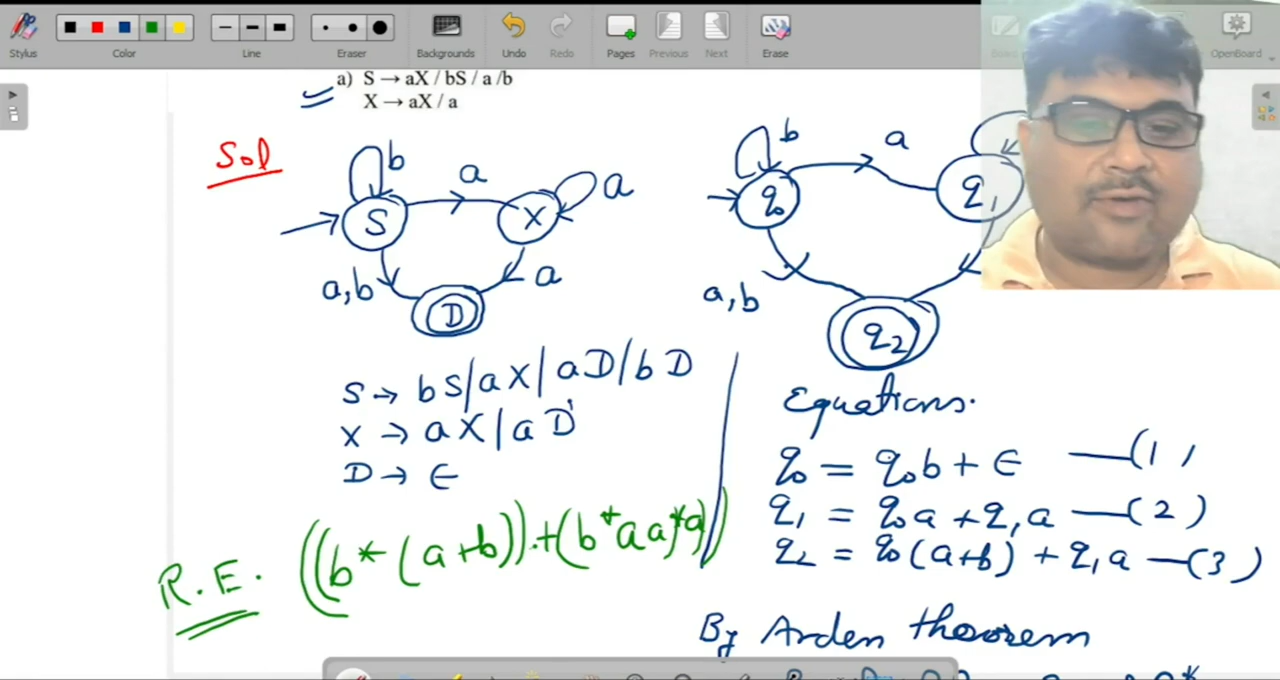 Stylus Color Line Eraser Backgrounds Undo Redo Pages Previous Next Erase OpenBoard
a) S → aX / bS / a /b
X → aX / a
Sol
b a a
S X
a,b a
D
b a
q0 q1
a,b
q2
S → bS/aX/aD/bD
X → aX/aD
D → ε
R.E. ((b*(a+b))+(b*aa*a))
Equations.
q0 = q0b + ε —(1)
q1 = q0a + q1a —(2)
q2 = q0(a+b) + q1a —(3)
By Arden theorem